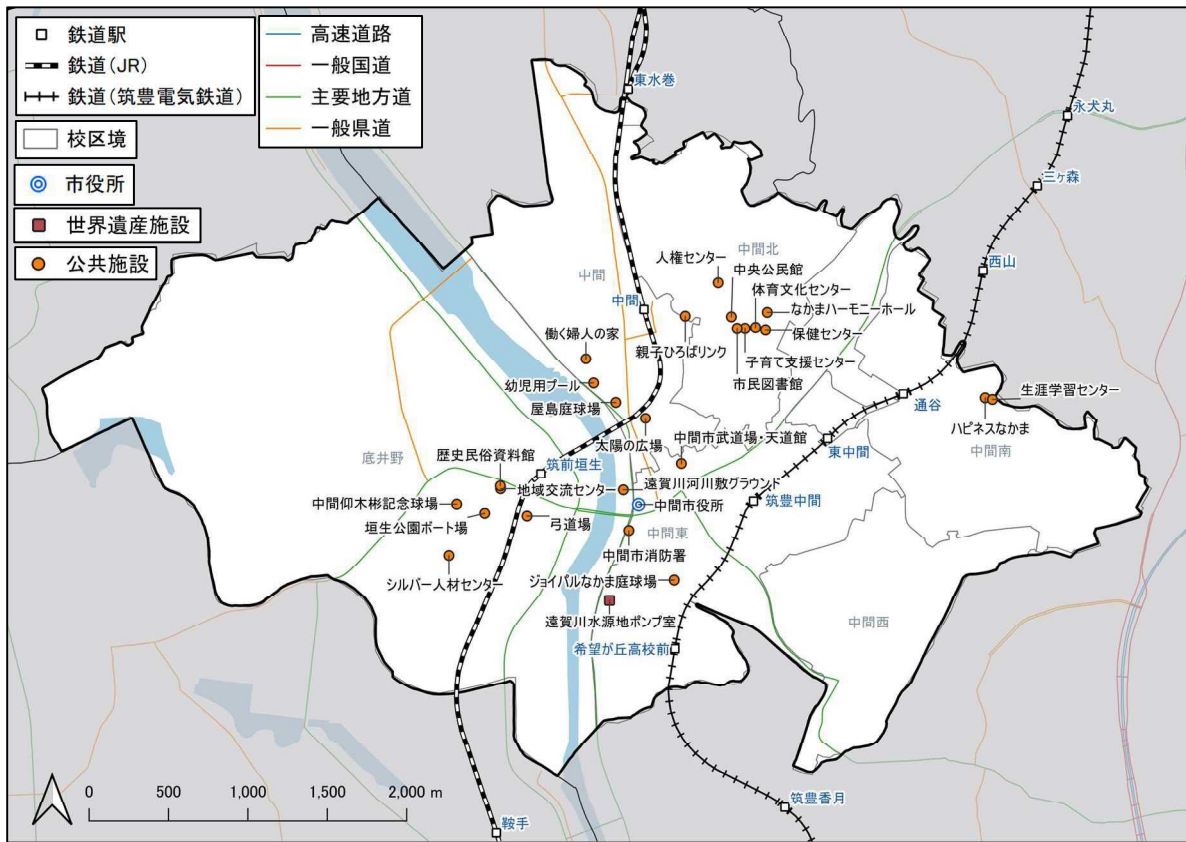 鉄道駅
鉄道(JR)
鉄道(筑豊電気鉄道)
校区境
市役所
世界遺産施設
公共施設
高速道路
一般国道
主要地方道
一般県道
東水巻
永犬丸
三ヶ森
西山
中間北
人権センター
中央公民館
体育文化センター
なかまハーモニーホール
中間
中間
保健センター
親子ひろばリンク
子育て支援センター
市民図書館
働く婦人の家
幼児用プール
屋島庭球場
太陽の広場
通谷
生涯学習センター
ハピネスなかま
中間南
東中間
中間市武道場・天道館
底井野
歴史民俗資料館
筑前垣生
地域交流センター
遠賀川河川敷グラウンド
筑豊中間
中間仰木彬記念球場
中間市役所
垣生公園ボート場
弓道場
中間東
中間市消防署
シルバー人材センター
ジョイパルなかま庭球場
遠賀川水源地ポンプ室
中間西
希望が丘高校前
筑豊香月
鞍手
0 500 1,000 1,500 2,000 m